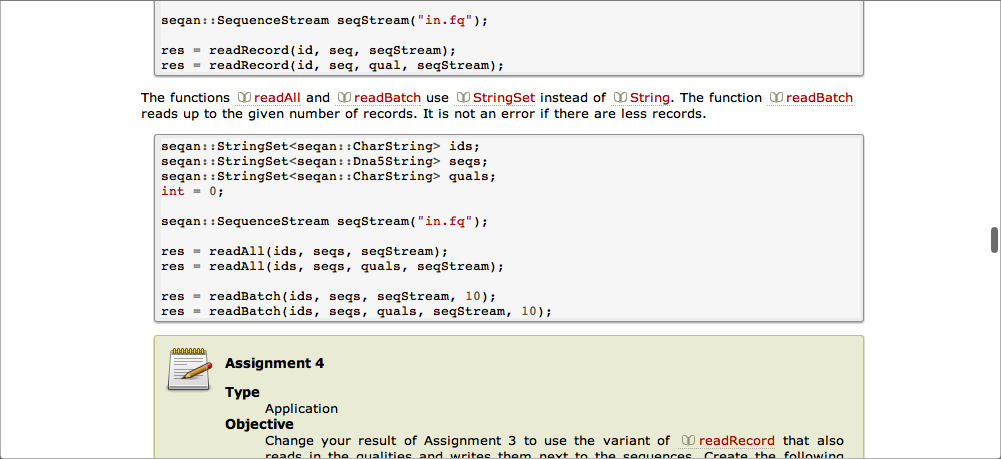 seqan::SequenceStream seqStream("in.fq");
res = readRecord(id, seq, seqStream);
res = readRecord(id, seq, qual, seqStream);
The functions readAll and readBatch use StringSet instead of String. The function readBatch
reads up to the given number of records. It is not an error if there are less records.
seqan::StringSet<seqan::CharString> ids;
seqan::StringSet<seqan::Dna5String> seqs;
seqan::StringSet<seqan::CharString> quals;
int = 0;
seqan::SequenceStream seqStream("in.fq");
res = readAll(ids, seqs, seqStream);
res = readAll(ids, seqs, quals, seqStream);
res = readBatch(ids, seqs, seqStream, 10);
res = readBatch(ids, seqs, quals, seqStream, 10);
Assignment 4
Type
Application
Objective
Change your result of Assignment 3 to use the variant of readRecord that also
reads in the qualities and writes them next to the sequences. Create the following